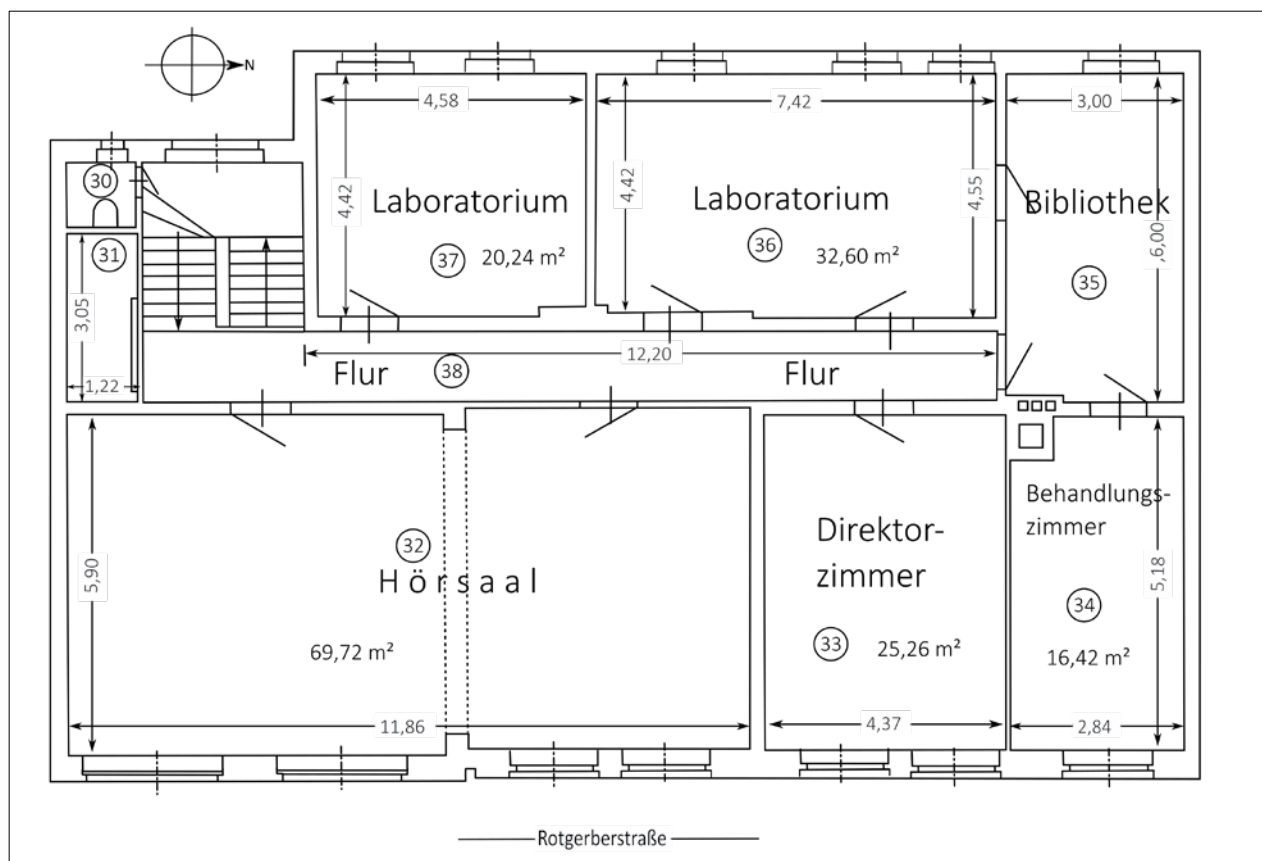 N
4,58
7,42
3,00
30
4,42
Laboratorium
37
20,24 m²
4,42
Laboratorium
36
32,60 m²
4,55
Bibliothek
6,00
35
31
3,05
1,22
12,20
Flur
38
Flur
5,90
32
Hörsaal
69,72 m²
11,86
Direktor-
zimmer
33
25,26 m²
4,37
Behandlungs-
zimmer
34
16,42 m²
5,18
2,84
Rotgerberstraße